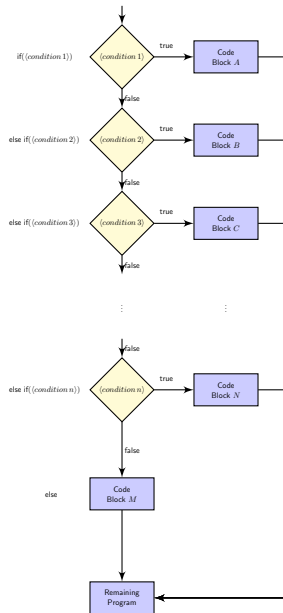 if(⟨condition 1⟩)
⟨condition 1⟩
true
Code
Block A
false
else if(⟨condition 2⟩)
⟨condition 2⟩
true
Code
Block B
false
else if(⟨condition 3⟩)
⟨condition 3⟩
true
Code
Block C
false
⋮
⋮
false
else if(⟨condition n⟩)
⟨condition n⟩
true
Code
Block N
false
else
Code
Block M
Remaining
Program